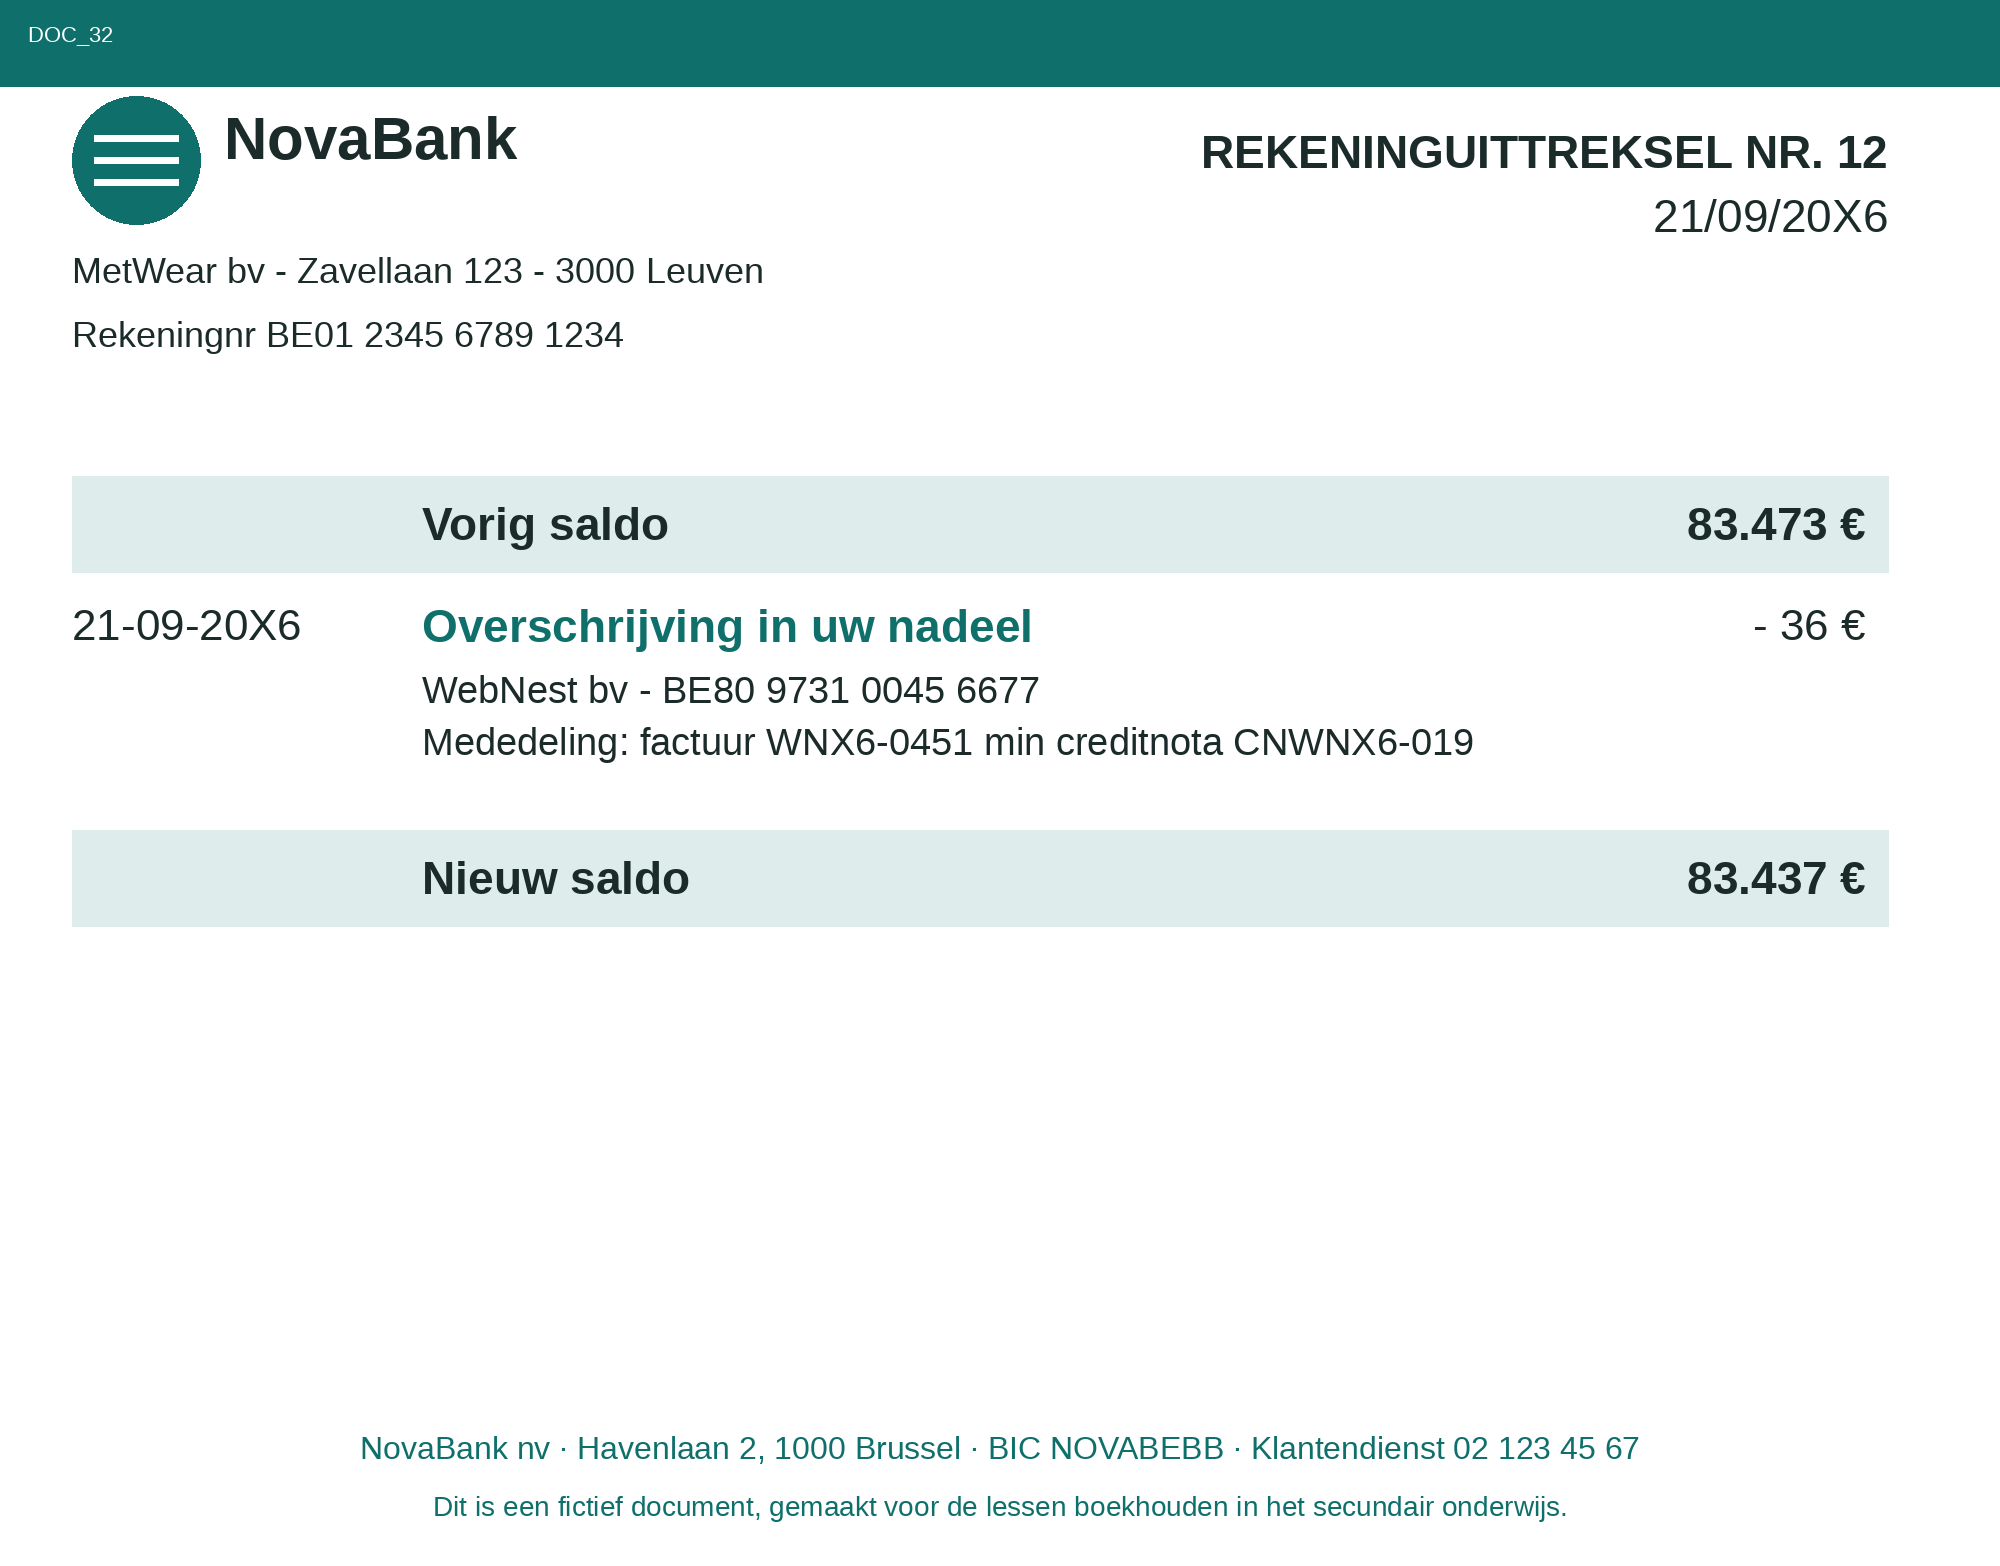 DOC_32
NovaBank
REKENINGUITTREKSEL NR. 12
21/09/20X6
MetWear bv - Zavellaan 123 - 3000 Leuven
Rekeningnr BE01 2345 6789 1234
Vorig saldo 83.473 €
21-09-20X6 Overschrijving in uw nadeel - 36 €
WebNest bv - BE80 9731 0045 6677
Mededeling: factuur WNX6-0451 min creditnota CNWNX6-019
Nieuw saldo 83.437 €
NovaBank nv · Havenlaan 2, 1000 Brussel · BIC NOVABEBB · Klantendienst 02 123 45 67
Dit is een fictief document, gemaakt voor de lessen boekhouden in het secundair onderwijs.